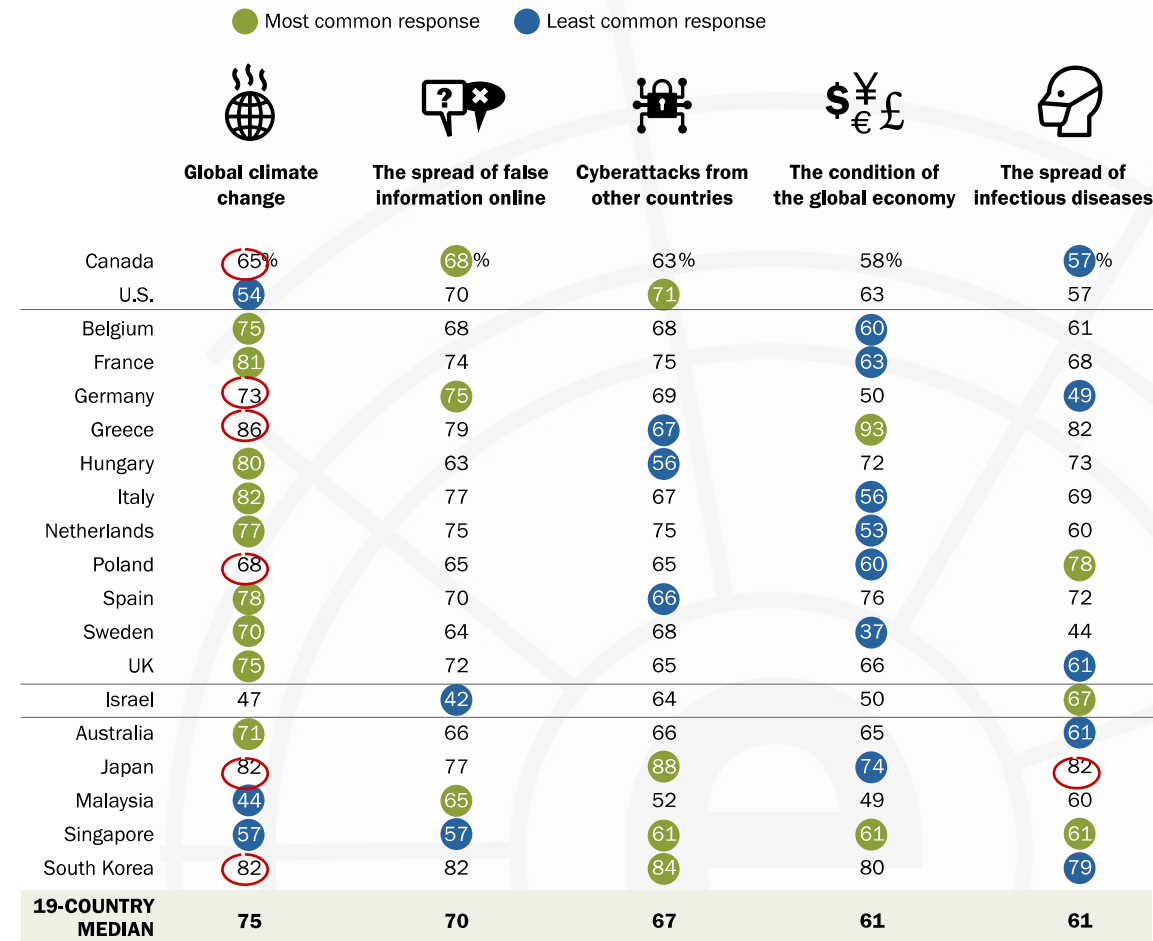 Most common response Least common response
? 
$ ¥ € £
Global climate change
The spread of false information online
Cyberattacks from other countries
The condition of the global economy
The spread of infectious diseases
Canada 65% 68% 63% 58% 57%
U.S. 54 70 71 63 57
Belgium 75 68 68 60 61
France 81 74 75 63 68
Germany 73 75 69 50 49
Greece 86 79 67 93 82
Hungary 80 63 56 72 73
Italy 82 77 67 56 69
Netherlands 77 75 75 53 60
Poland 68 65 65 60 78
Spain 78 70 66 76 72
Sweden 70 64 68 37 44
UK 75 72 65 66 61
Israel 47 42 64 50 67
Australia 71 66 66 65 61
Japan 82 77 88 74 82
Malaysia 44 65 52 49 60
Singapore 57 57 61 61 61
South Korea 82 82 84 80 79
19-COUNTRY
MEDIAN 75 70 67 61 61